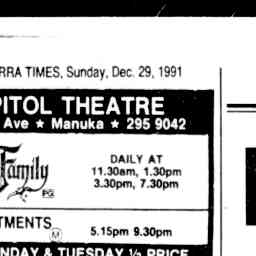 RRA TIMES, Sunday, Dec. 29, 1991
PITOL THEATRE
Ave ★ Manuka ★ 295 9042
Family
PG
DAILY AT
11.30am, 1.30pm
3.30pm, 7.30pm
TMENTS
M
5.15pm 9.30pm
NDAY & TUESDAY ½ PRICE